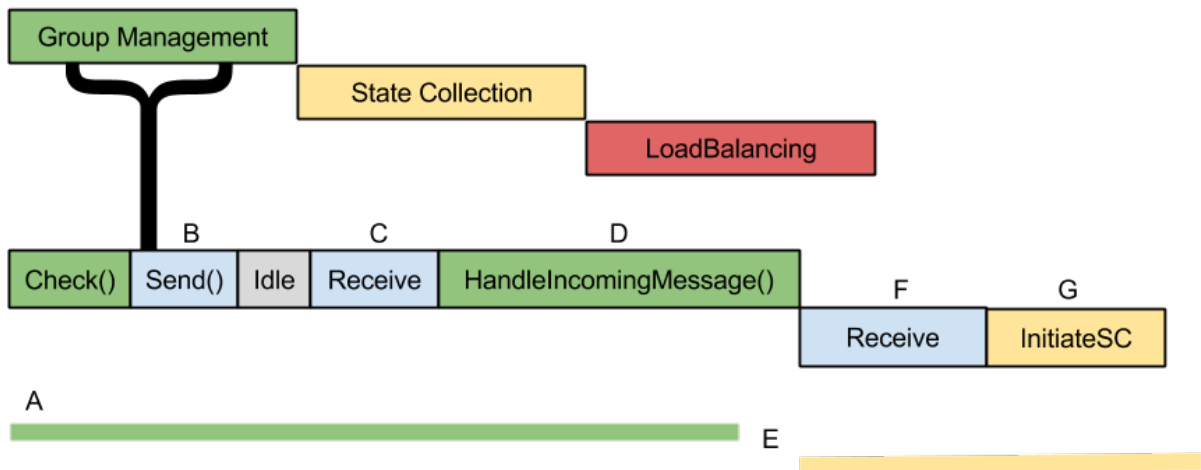 Group Management
State Collection
LoadBalancing
B C D
Check() Send() Idle Receive HandleIncomingMessage()
F G
Receive InitiateSC
A
E